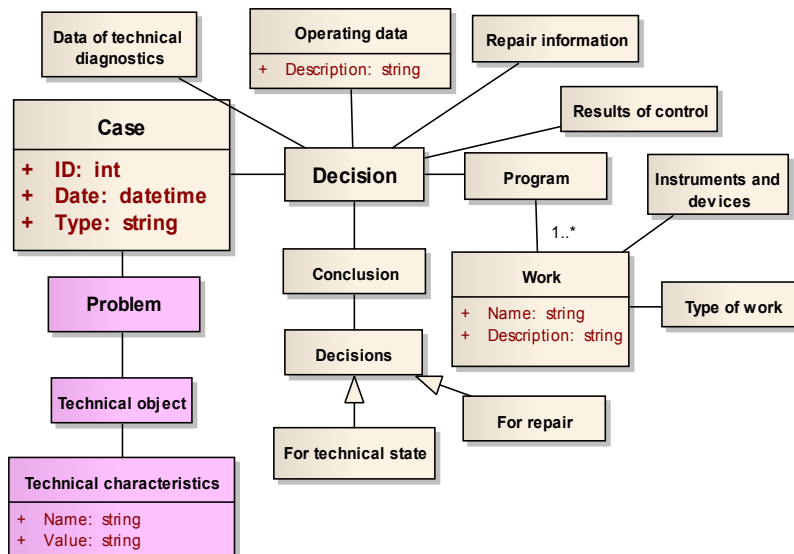 Data of technical
diagnostics
Operating data
+ Description: string
Repair information
Case
+ ID: int
+ Date: datetime
+ Type: string
Results of control
Decision
Program
Instruments and
devices
1..*
Conclusion
Work
+ Name: string
+ Description: string
Type of work
Problem
Decisions
Technical object
For repair
For technical state
Technical characteristics
+ Name: string
+ Value: string